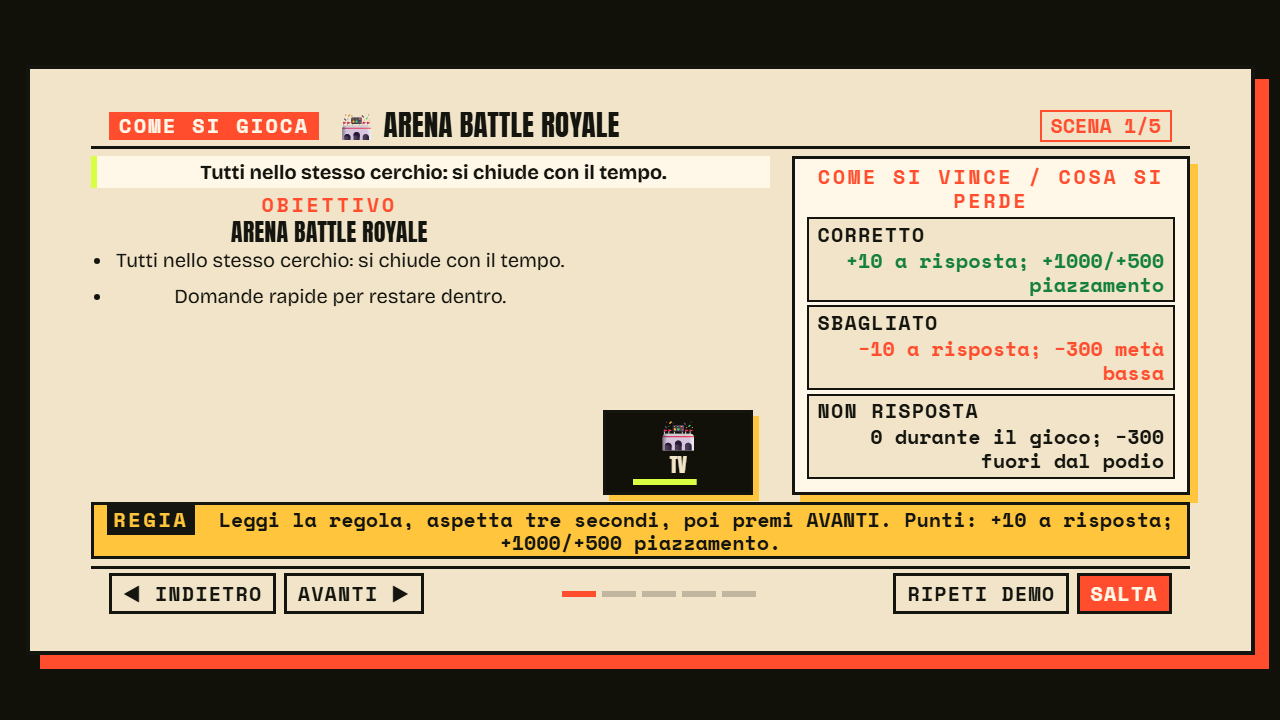 COME SI GIOCA
ARENA BATTLE ROYALE
SCENA 1/5
Tutti nello stesso cerchio: si chiude con il tempo.
OBIETTIVO
ARENA BATTLE ROYALE
• Tutti nello stesso cerchio: si chiude con il tempo.
• Domande rapide per restare dentro.
TV
COME SI VINCE / COSA SI
PERDE
CORRETTO
+10 a risposta; +1000/+500
piazzamento
SBAGLIATO
-10 a risposta; -300 metà
bassa
NON RISPOSTA
0 durante il gioco; -300
fuori dal podio
REGIA
Leggi la regola, aspetta tre secondi, poi premi AVANTI. Punti: +10 a risposta;
+1000/+500 piazzamento.
◀ INDIETRO
AVANTI ▶
RIPETI DEMO
SALTA